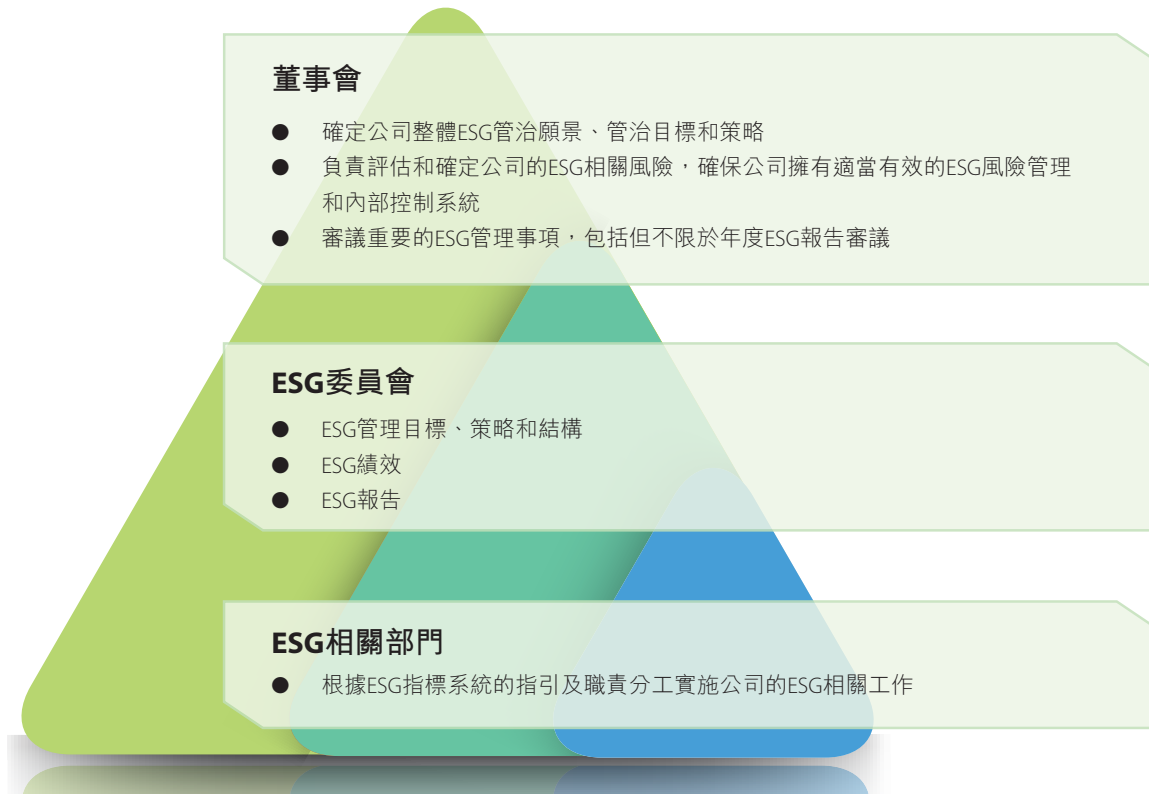 董事會
● 確定公司整體ESG管治願景、管治目標和策略
● 負責評估和確定公司的ESG相關風險，確保公司擁有適當有效的ESG風險管理
和內部控制系統
● 審議重要的ESG管理事項，包括但不限於年度ESG報告審議
ESG委員會
● ESG管理目標、策略和結構
● ESG績效
● ESG報告
ESG相關部門
● 根據ESG指標系統的指引及職責分工實施公司的ESG相關工作